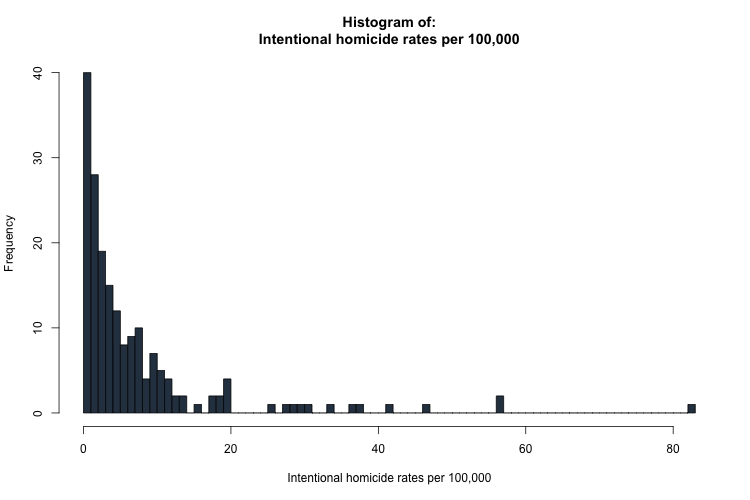 Histogram of:
Intentional homicide rates per 100,000
40
30
20
10
0
Frequency
0 20 40 60 80
Intentional homicide rates per 100,000